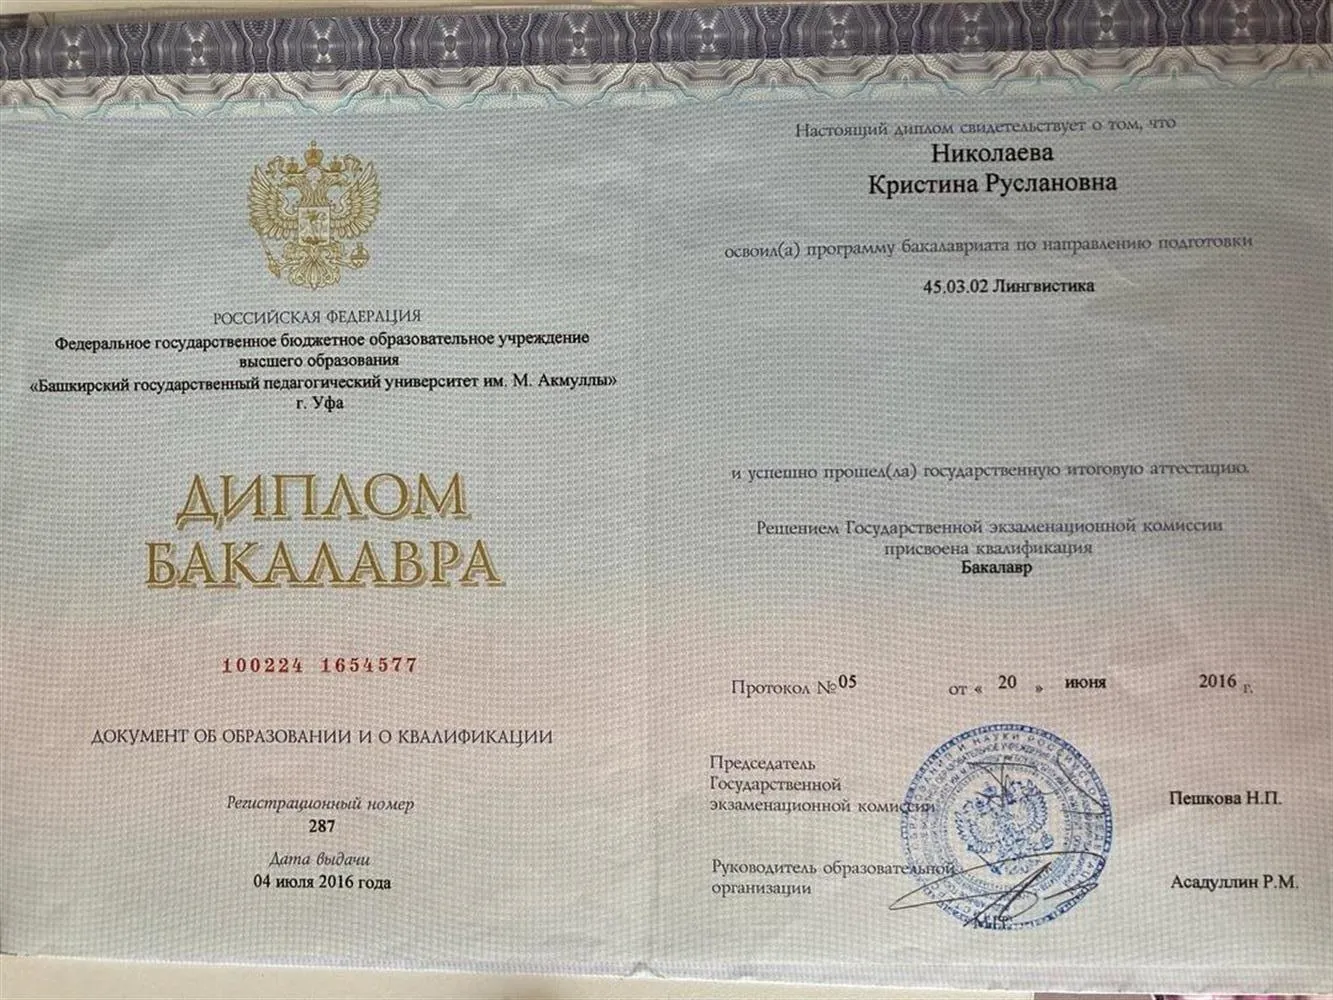 РОССИЙСКАЯ ФЕДЕРАЦИЯ
Федеральное государственное бюджетное образовательное учреждение
высшего образования
«Башкирский государственный педагогический университет им. М. Акмуллы»
г. Уфа
ДИПЛОМ
БАКАЛАВРА
100224 1654577
ДОКУМЕНТ ОБ ОБРАЗОВАНИИ И О КВАЛИФИКАЦИИ
Регистрационный номер
287
Дата выдачи
04 июля 2016 года
Настоящий диплом свидетельствует о том, что
Николаева
Кристина Руслановна
освоил(а) программу бакалавриата по направлению подготовки
45.03.02 Лингвистика
и успешно прошел(ла) государственную итоговую аттестацию.
Решением Государственной экзаменационной комиссии
присвоена квалификация
Бакалавр
Протокол № 05 от « 20 » июня 2016 г.
Председатель
Государственной
экзаменационной комиссии
Пешкова Н.П.
Руководитель образовательной
организации
Асадуллин Р.М.
М.П.